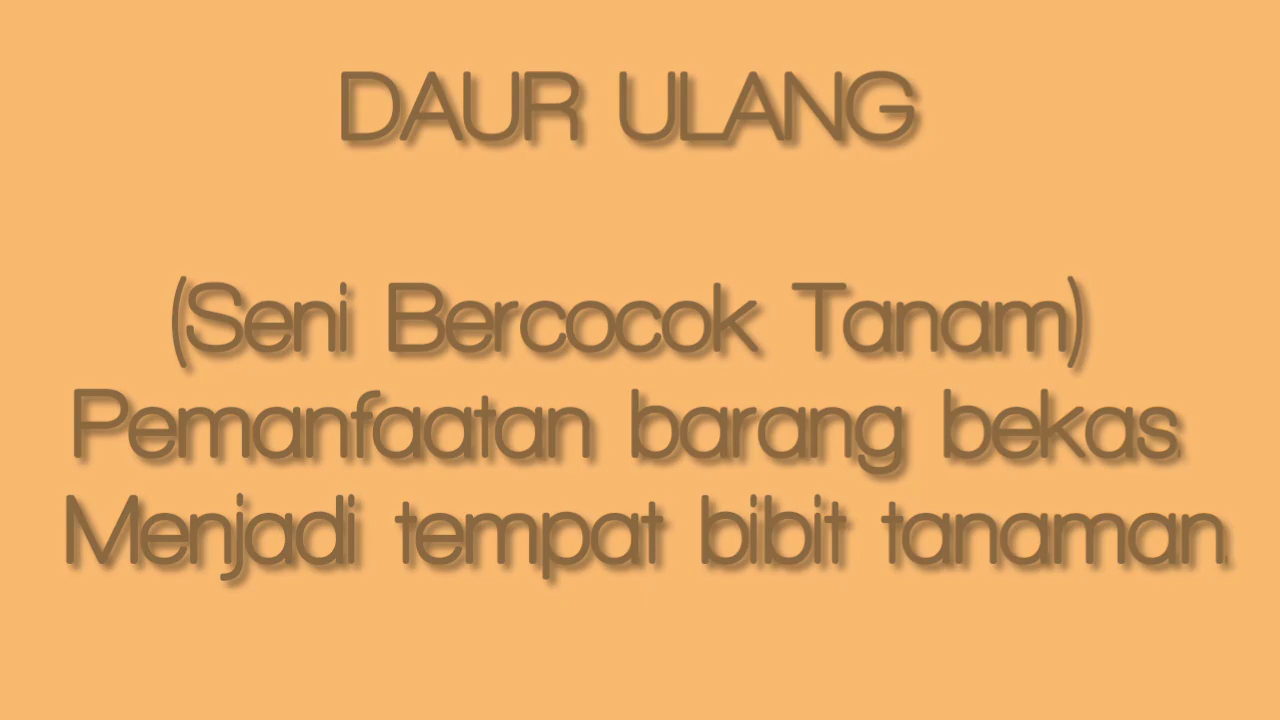 DAUR ULANG
(Seni Bercocok Tanam)
Pemanfaatan barang bekas
Menjadi tempat bibit tanaman